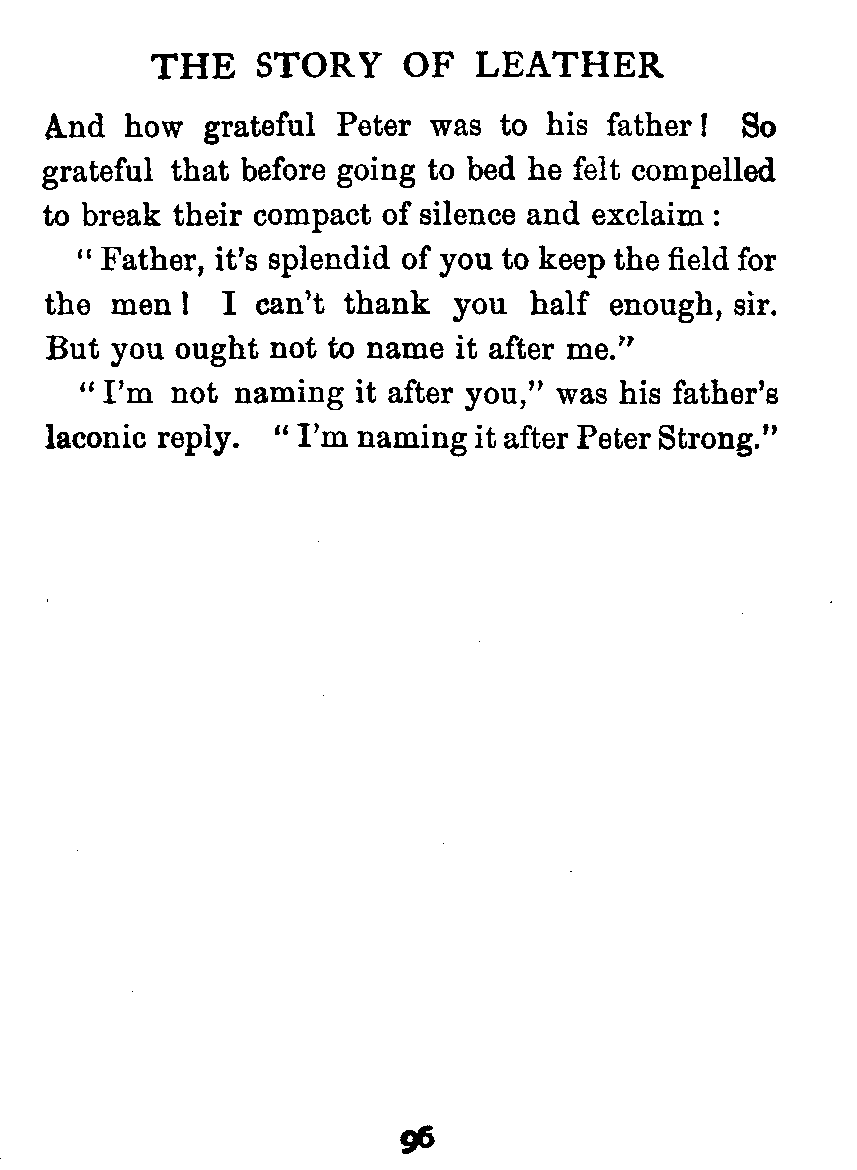 THE STORY OF LEATHER
And how grateful Peter was to his father! So
grateful that before going to bed he felt compelled
to break their compact of silence and exclaim:
"Father, it's splendid of you to keep the field for
the men! I can't thank you half enough, sir.
But you ought not to name it after me."
"I'm not naming it after you," was his father's
laconic reply. "I'm naming it after Peter Strong."
96